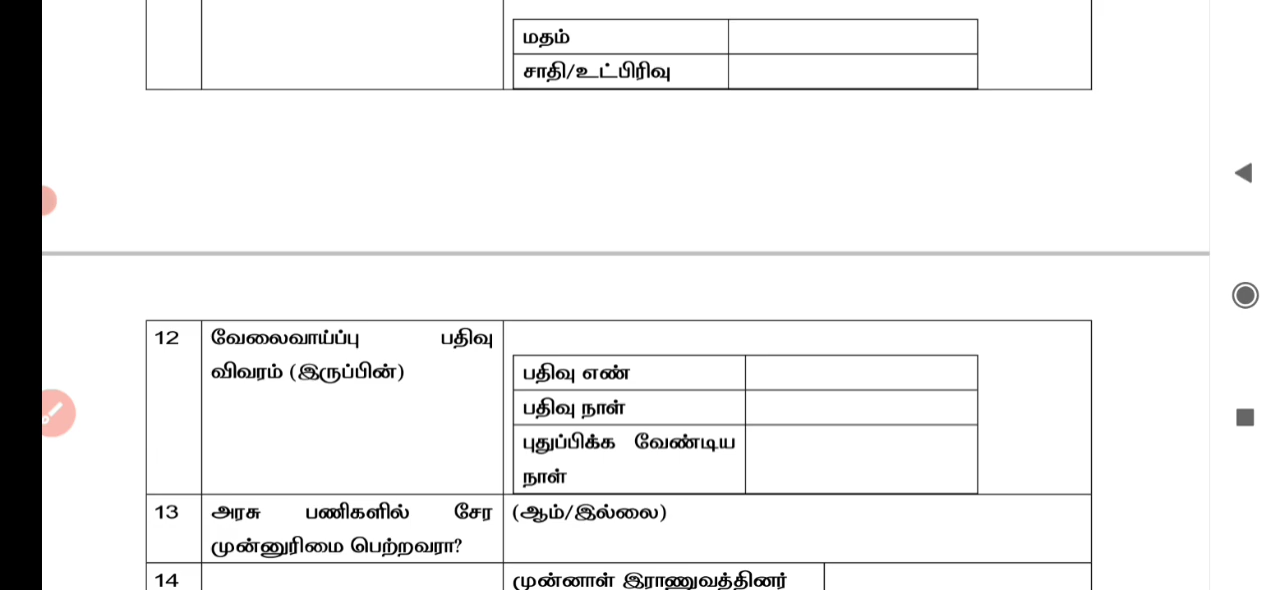 மதம்
சாதி/உட்பிரிவு
12 வேலைவாய்ப்பு பதிவு
விவரம் (இருப்பின்)
பதிவு எண்
பதிவு நாள்
புதுப்பிக்க வேண்டிய
நாள்
13 அரசு பணிகளில் சேர (ஆம்/இல்லை)
முன்னுரிமை பெற்றவரா?
14 முன்னாள் இராணுவத்தினர்